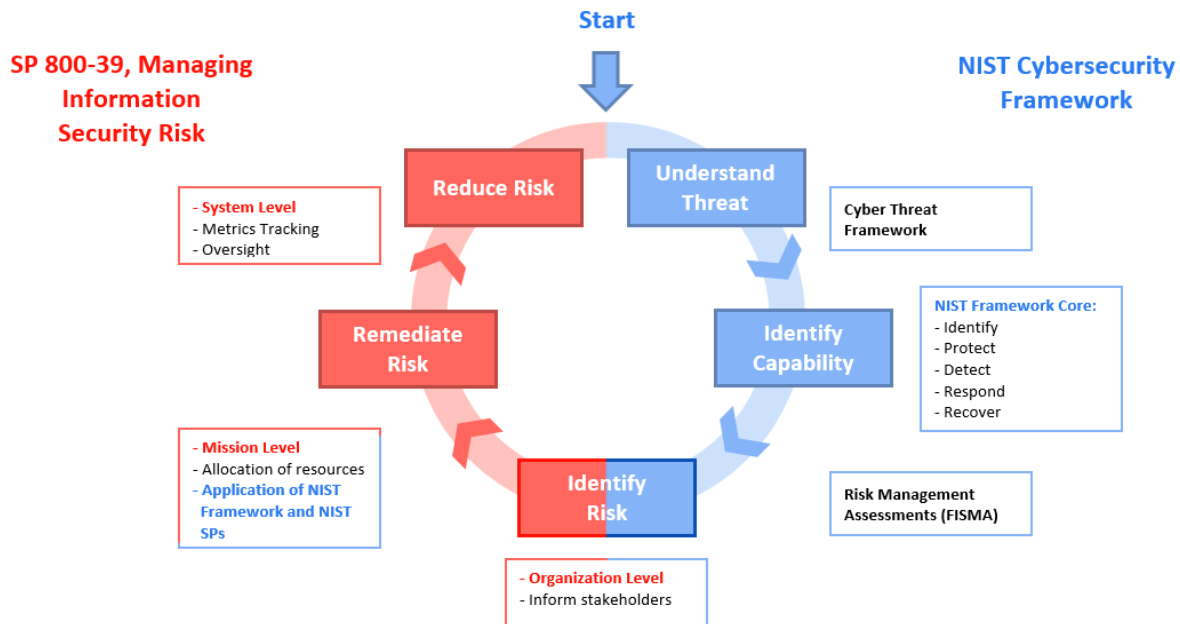 Start
SP 800-39, Managing
Information
Security Risk
NIST Cybersecurity
Framework
Reduce Risk
Understand
Threat
- System Level
- Metrics Tracking
- Oversight
Cyber Threat
Framework
Remediate
Risk
Identify
Capability
NIST Framework Core:
- Identify
- Protect
- Detect
- Respond
- Recover
- Mission Level
- Allocation of resources
- Application of NIST
Framework and NIST
SPs
Identify
Risk
Risk Management
Assessments (FISMA)
- Organization Level
- Inform stakeholders